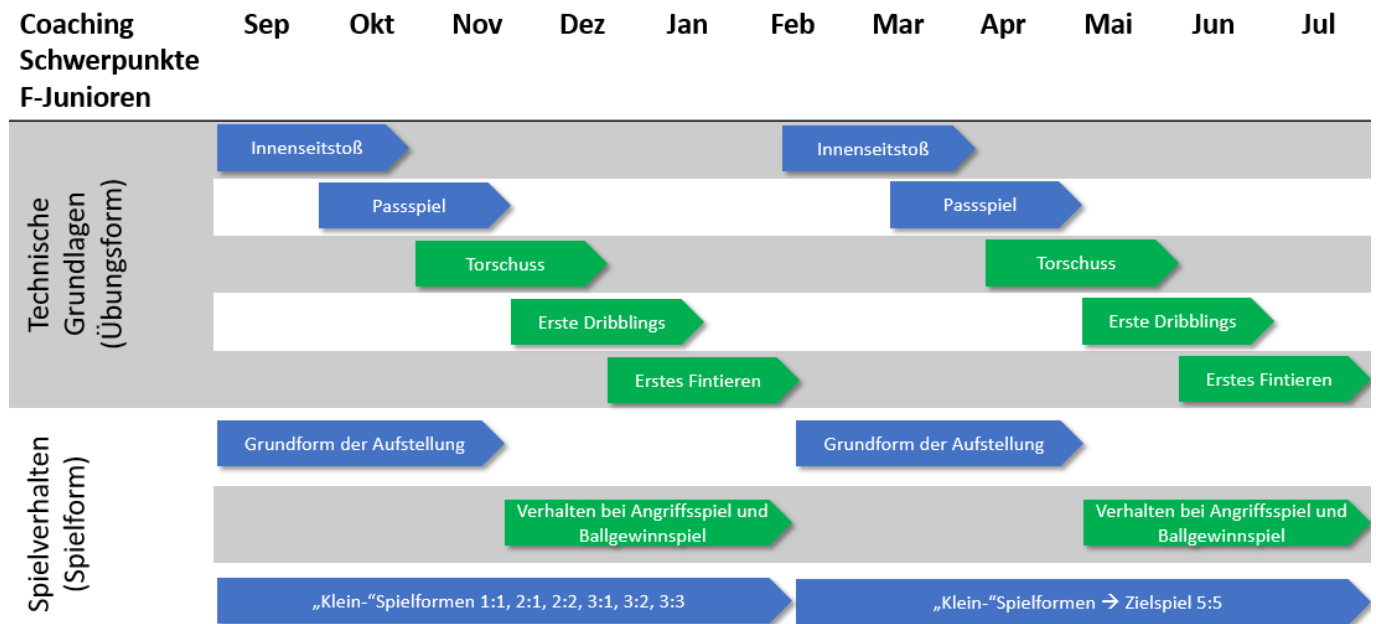 Coaching Schwerpunkte F-Junioren
Sep Okt Nov Dez Jan Feb Mar Apr Mai Jun Jul
Technische Grundlagen (Übungsform)
Innenseitstoß Innenseitstoß
Passspiel Passspiel
Torschuss Torschuss
Erste Dribblings Erste Dribblings
Erstes Fintieren Erstes Fintieren
Spielverhalten (Spielform)
Grundform der Aufstellung Grundform der Aufstellung
Verhalten bei Angriffsspiel und
Ballgewinnspiel
Verhalten bei Angriffsspiel und
Ballgewinnspiel
„Klein-“Spielformen 1:1, 2:1, 2:2, 3:1, 3:2, 3:3
„Klein-“Spielformen → Zielspiel 5:5